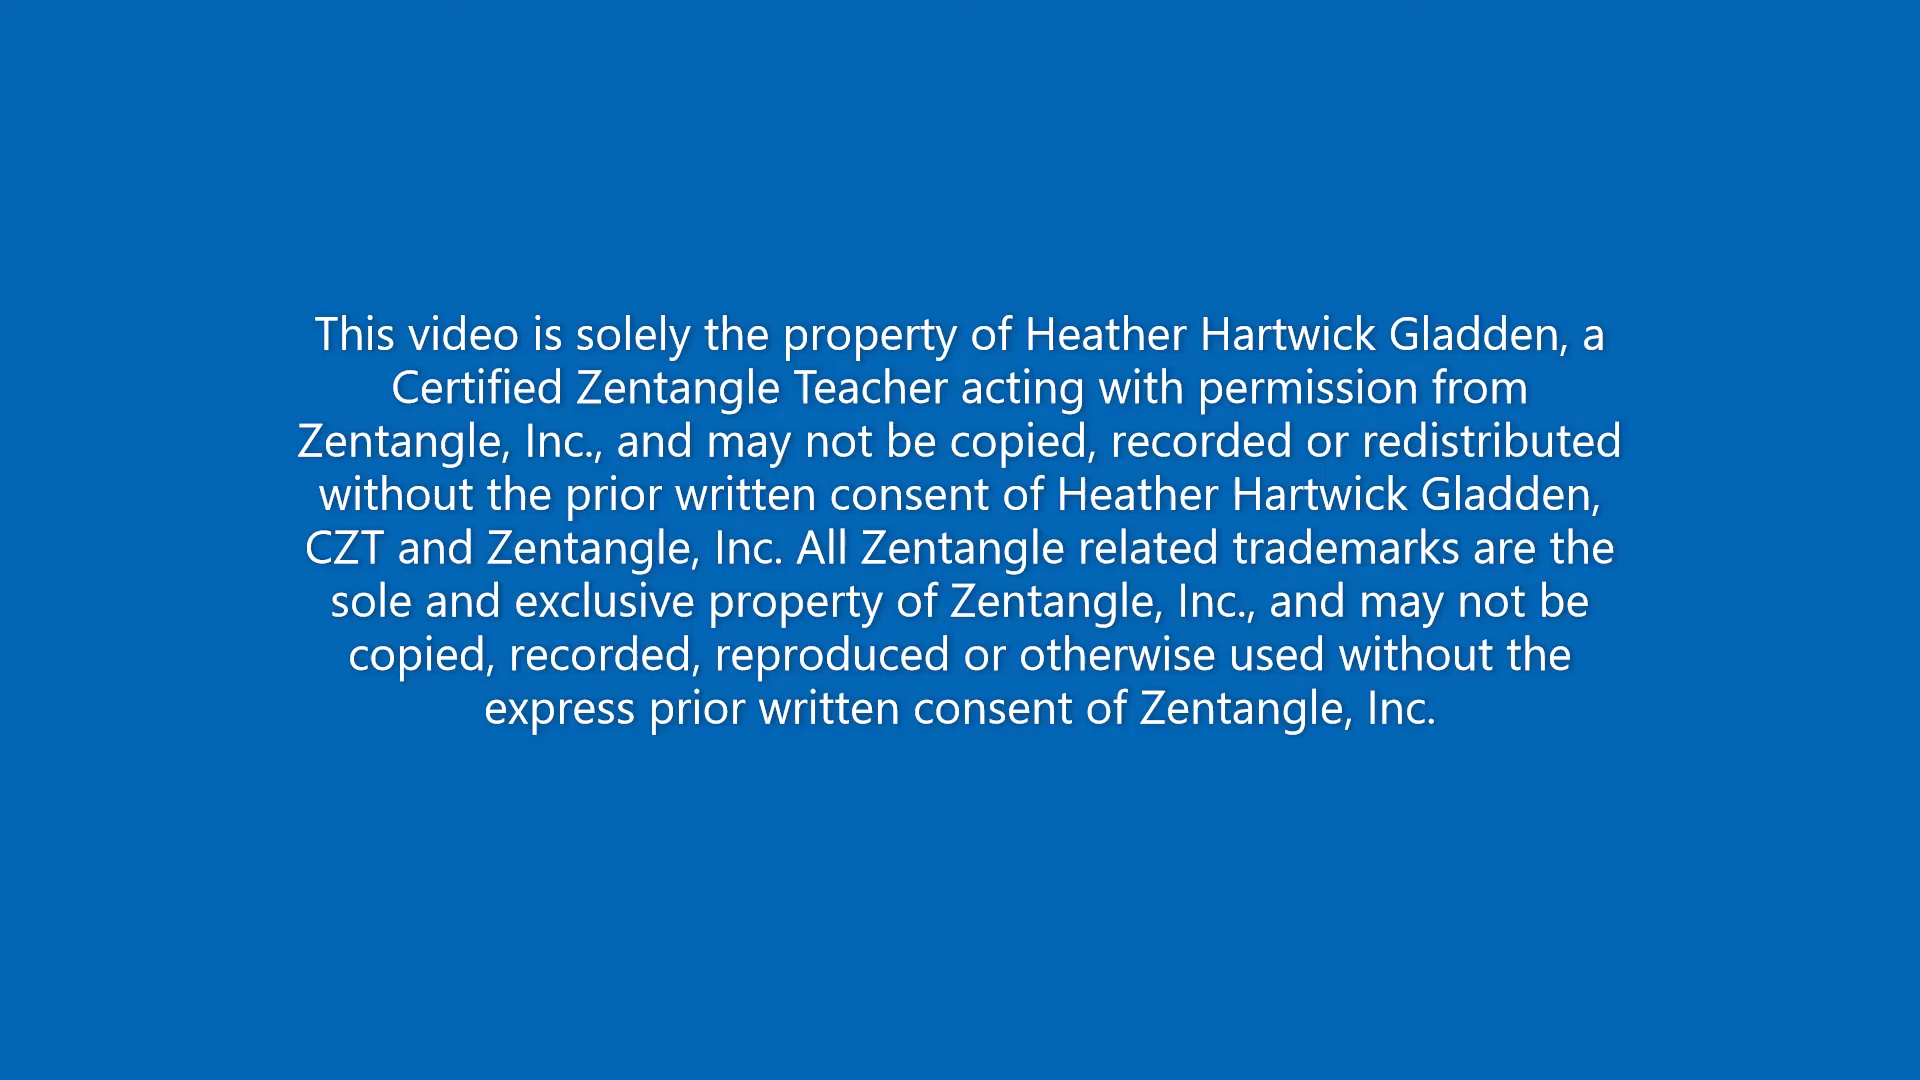 This video is solely the property of Heather Hartwick Gladden, a
Certified Zentangle Teacher acting with permission from
Zentangle, Inc., and may not be copied, recorded or redistributed
without the prior written consent of Heather Hartwick Gladden,
CZT and Zentangle, Inc. All Zentangle related trademarks are the
sole and exclusive property of Zentangle, Inc., and may not be
copied, recorded, reproduced or otherwise used without the
express prior written consent of Zentangle, Inc.